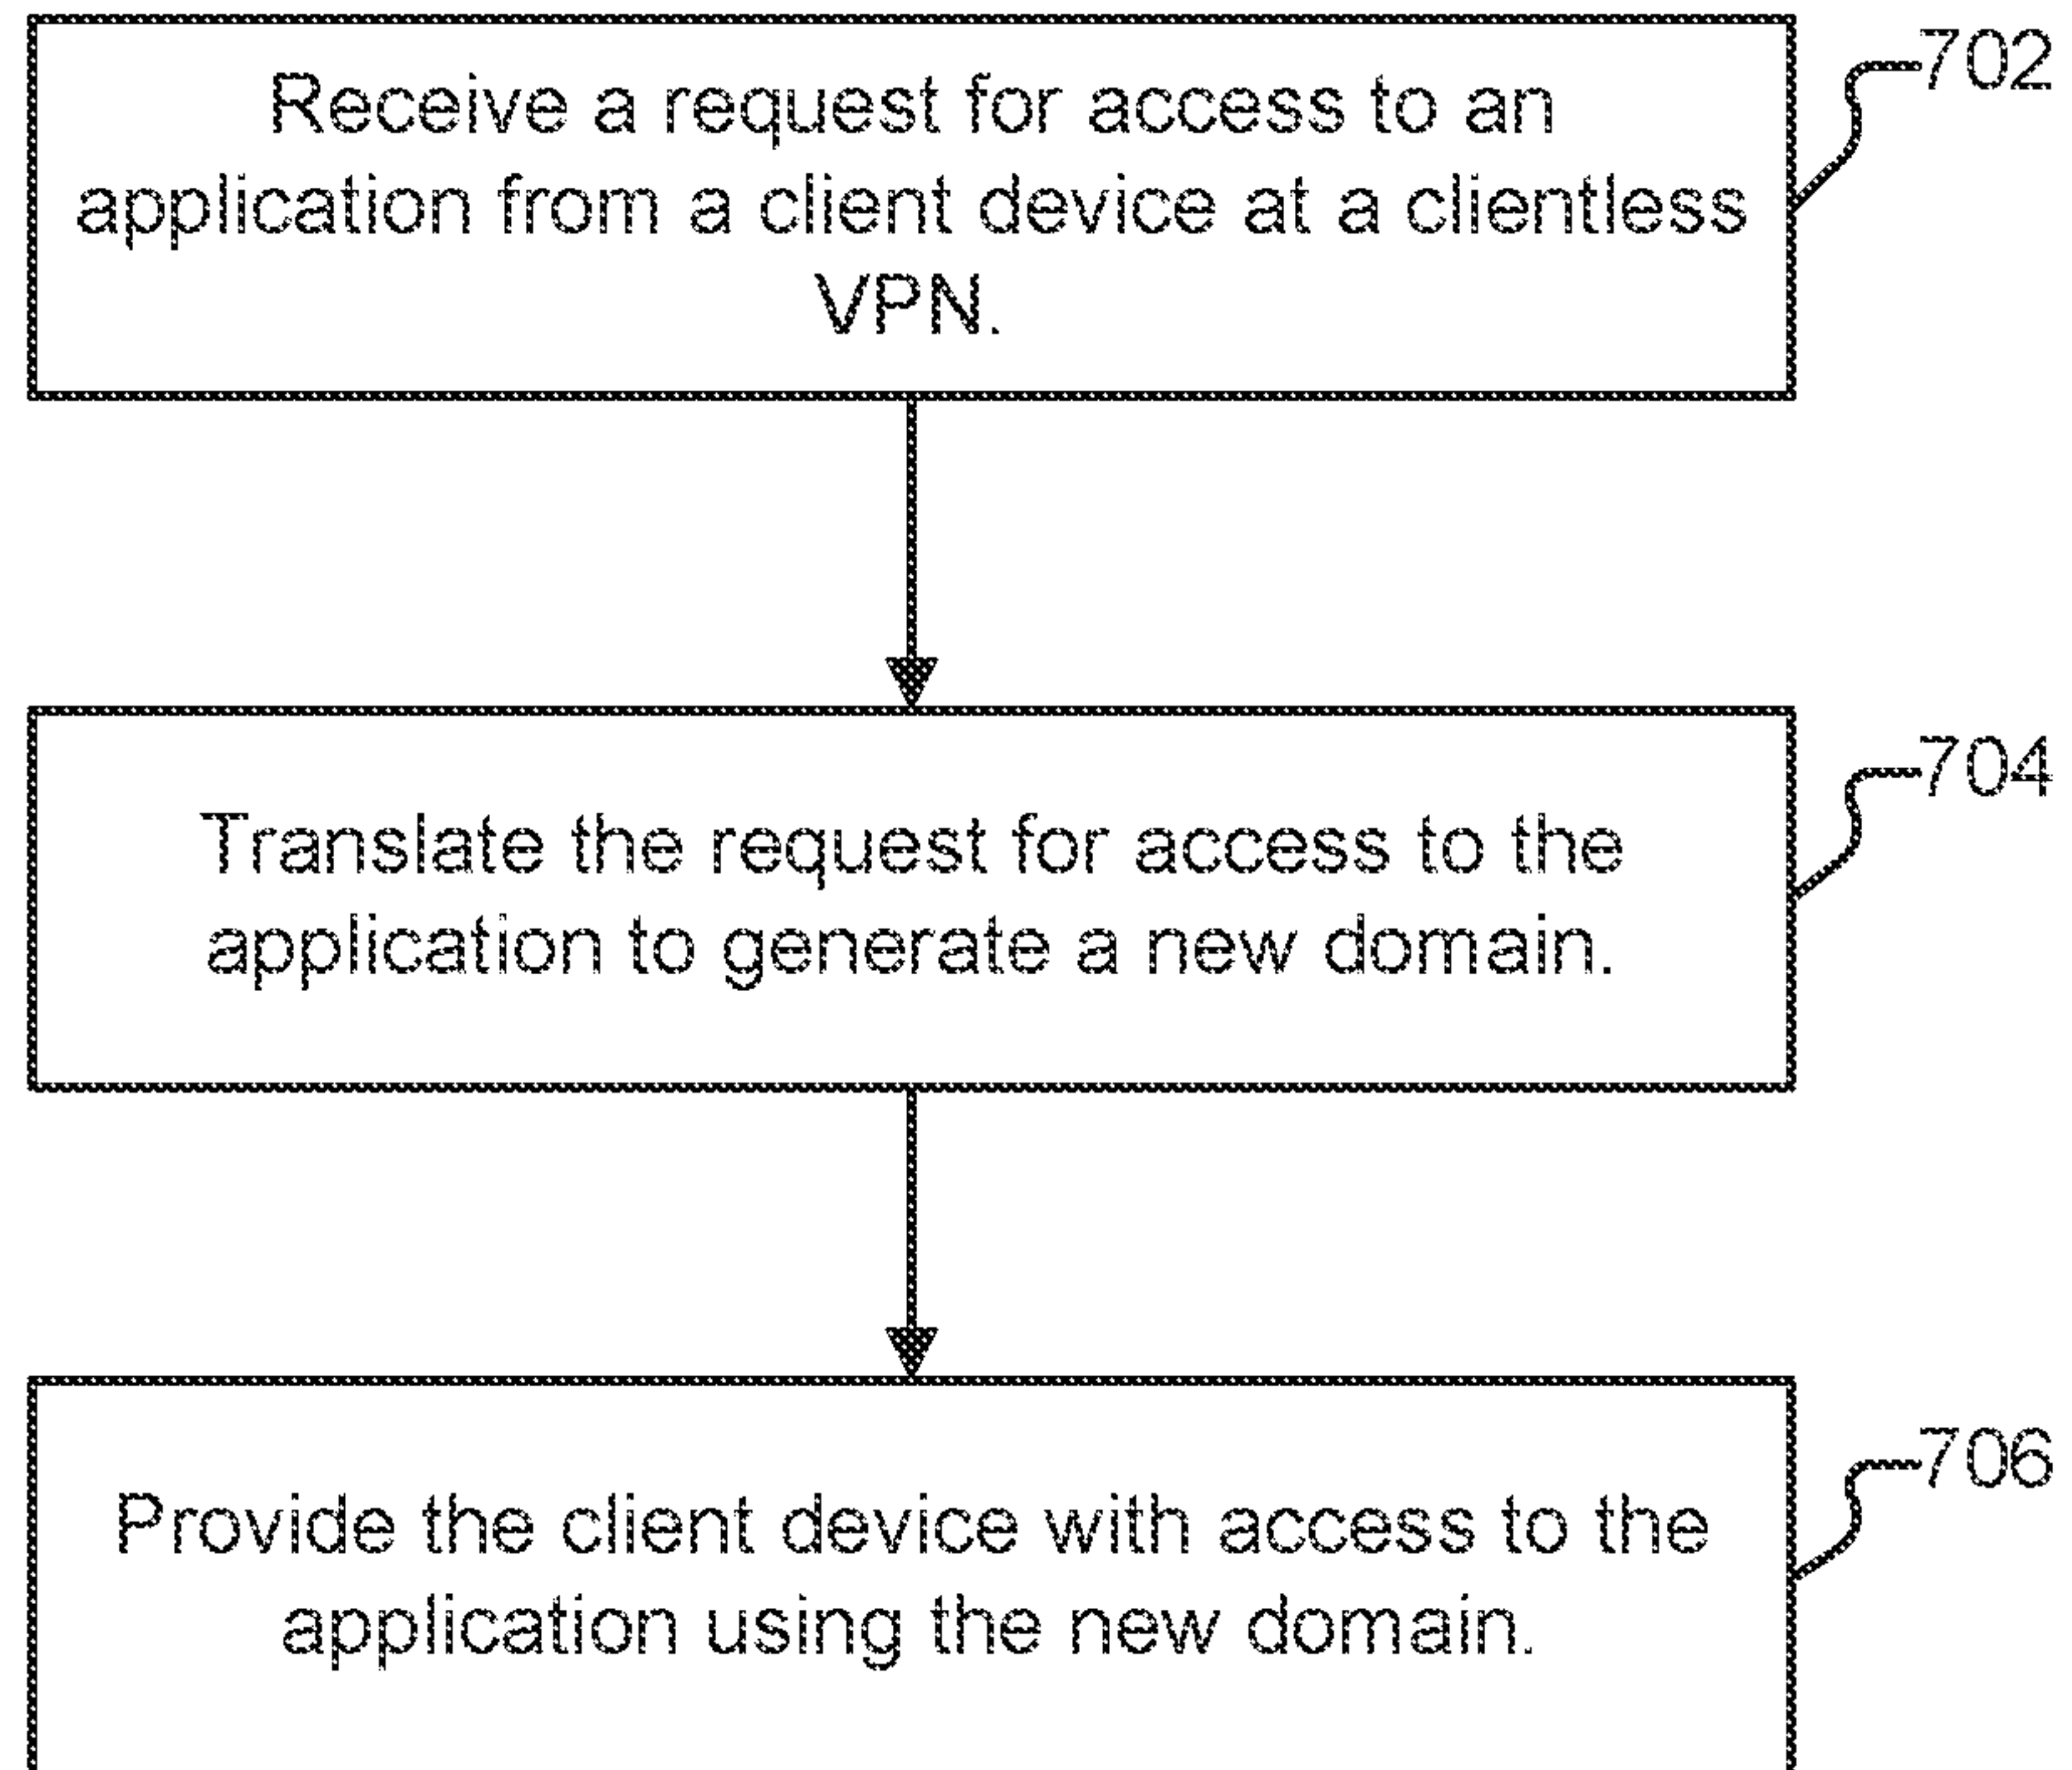 Receive a request for access to an
application from a client device at a clientless
VPN.
702
Translate the request for access to the
application to generate a new domain.
704
Provide the client device with access to the
application using the new domain.
706